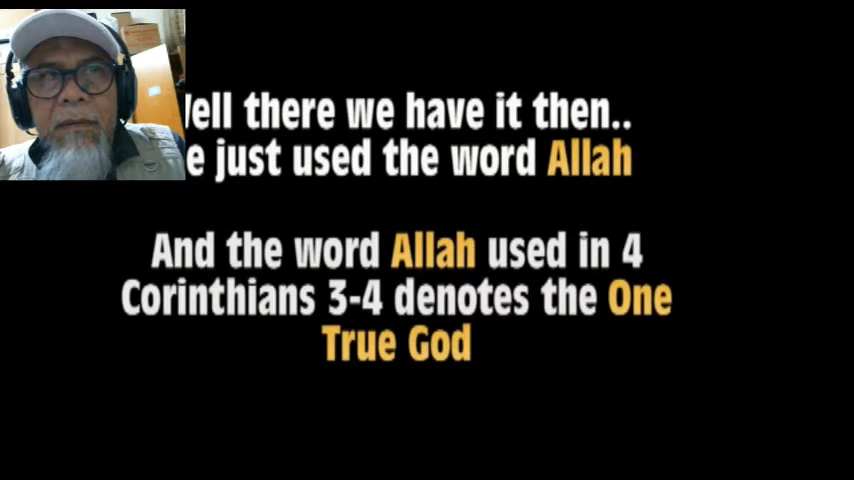 ell there we have it then..
e just used the word Allah
And the word Allah used in 4
Corinthians 3-4 denotes the One
True God